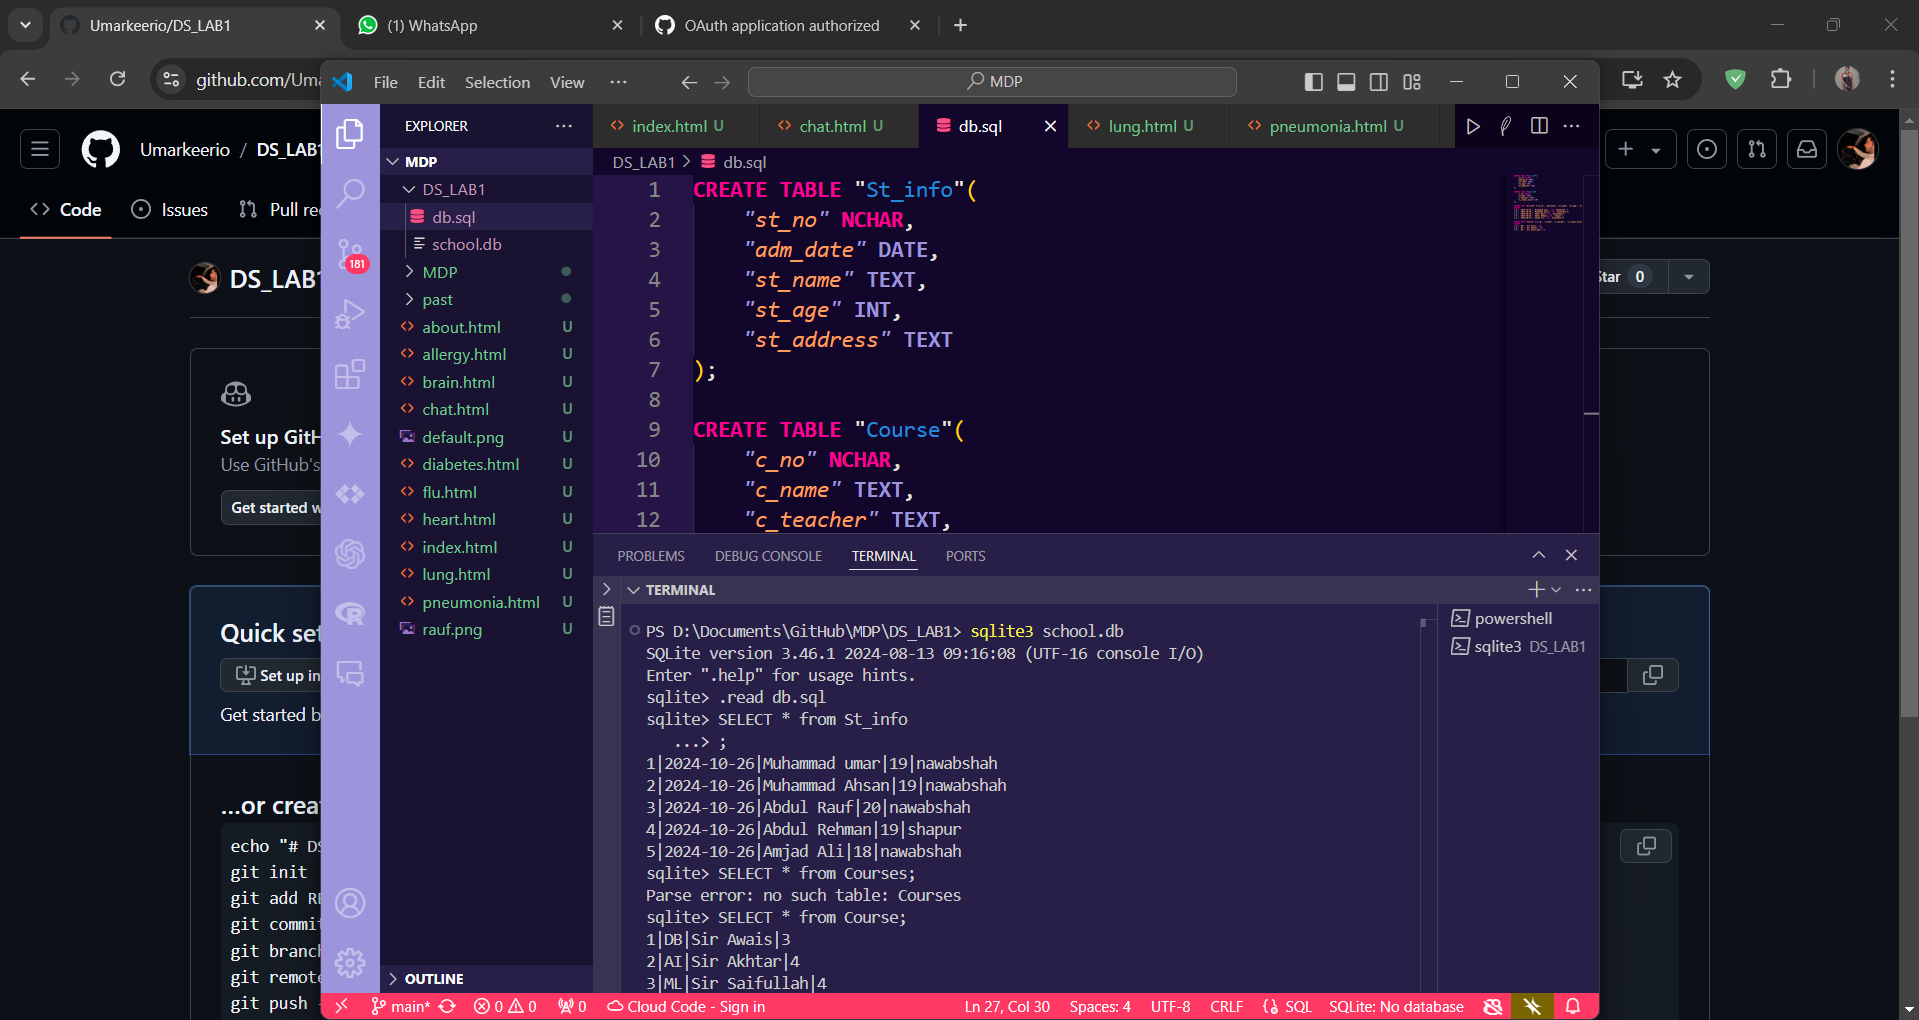 Umarkeerio/DS_LAB1
(1) WhatsApp
OAuth application authorized
github.com/Uma
File Edit Selection View
MDP
Umarkeerio / DS_LAB1
Code
Issues
Pull re
DS_LAB1
Star 0
Set up GitH
Use GitHub's
Get started w
Quick set
Set up in
Get started b
...or crea
echo "# DS
git init
git add RE
git commit
git branch
git remote
git push -
EXPLORER
MDP
DS_LAB1
db.sql
school.db
MDP
past
about.html U
allergy.html U
brain.html U
chat.html U
default.png U
diabetes.html U
flu.html U
heart.html U
index.html U
lung.html U
pneumonia.html U
rauf.png U
OUTLINE
181
index.html U
chat.html U
db.sql
lung.html U
pneumonia.html U
DS_LAB1 > db.sql
1 CREATE TABLE "St_info"(
2 "st_no" NCHAR,
3 "adm_date" DATE,
4 "st_name" TEXT,
5 "st_age" INT,
6 "st_address" TEXT
7 );
8
9 CREATE TABLE "Course"(
10 "c_no" NCHAR,
11 "c_name" TEXT,
12 "c_teacher" TEXT,
PROBLEMS DEBUG CONSOLE TERMINAL PORTS
TERMINAL
PS D:\Documents\GitHub\MDP\DS_LAB1> sqlite3 school.db
SQLite version 3.46.1 2024-08-13 09:16:08 (UTF-16 console I/O)
Enter ".help" for usage hints.
sqlite> .read db.sql
sqlite> SELECT * from St_info
...> ;
1|2024-10-26|Muhammad umar|19|nawabshah
2|2024-10-26|Muhammad Ahsan|19|nawabshah
3|2024-10-26|Abdul Rauf|20|nawabshah
4|2024-10-26|Abdul Rehman|19|shapur
5|2024-10-26|Amjad Ali|18|nawabshah
sqlite> SELECT * from Courses;
Parse error: no such table: Courses
sqlite> SELECT * from Course;
1|DB|Sir Awais|3
2|AI|Sir Akhtar|4
3|ML|Sir Saifullah|4
powershell
sqlite3 DS_LAB1
main* 0 0 0 Cloud Code - Sign in Ln 27, Col 30 Spaces: 4 UTF-8 CRLF SQL SQLite: No database